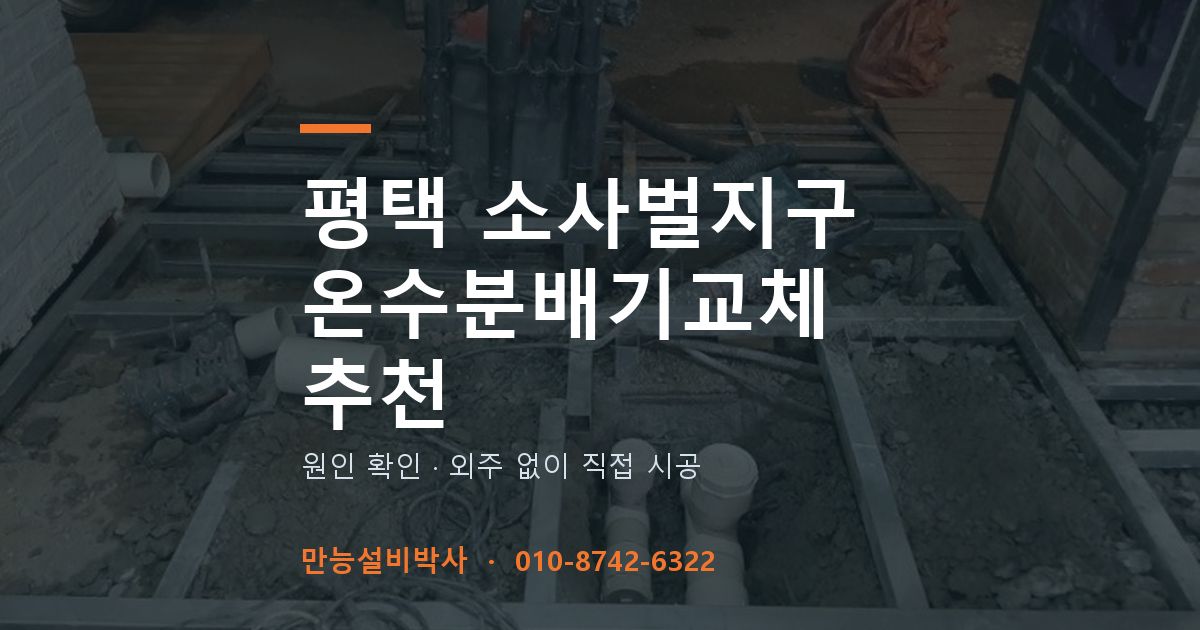 평택 소사벌지구
온수분배기교체
추천
원인 확인 · 외주 없이 직접 시공
만능설비박사 · 010-8742-6322